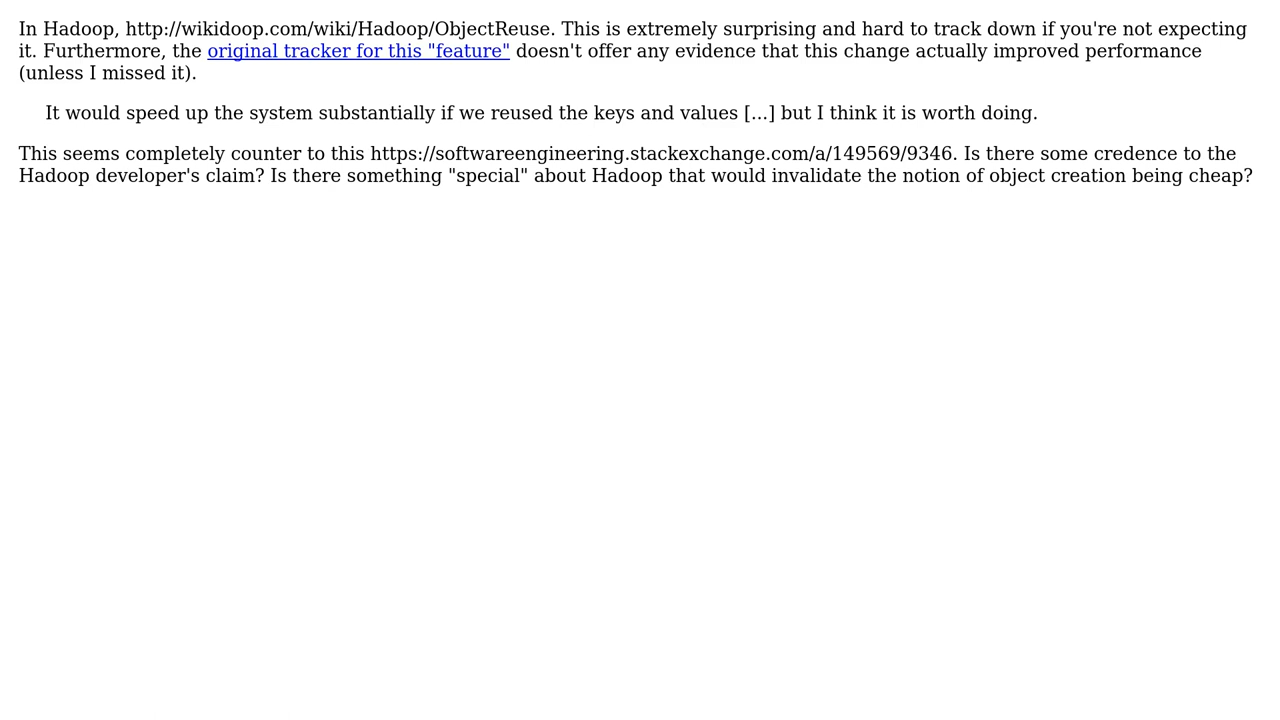 In Hadoop, http://wikidoop.com/wiki/Hadoop/ObjectReuse. This is extremely surprising and hard to track down if you're not expecting
it. Furthermore, the original tracker for this "feature" doesn't offer any evidence that this change actually improved performance
(unless I missed it).
It would speed up the system substantially if we reused the keys and values [...] but I think it is worth doing.
This seems completely counter to this https://softwareengineering.stackexchange.com/a/149569/9346. Is there some credence to the
Hadoop developer's claim? Is there something "special" about Hadoop that would invalidate the notion of object creation being cheap?